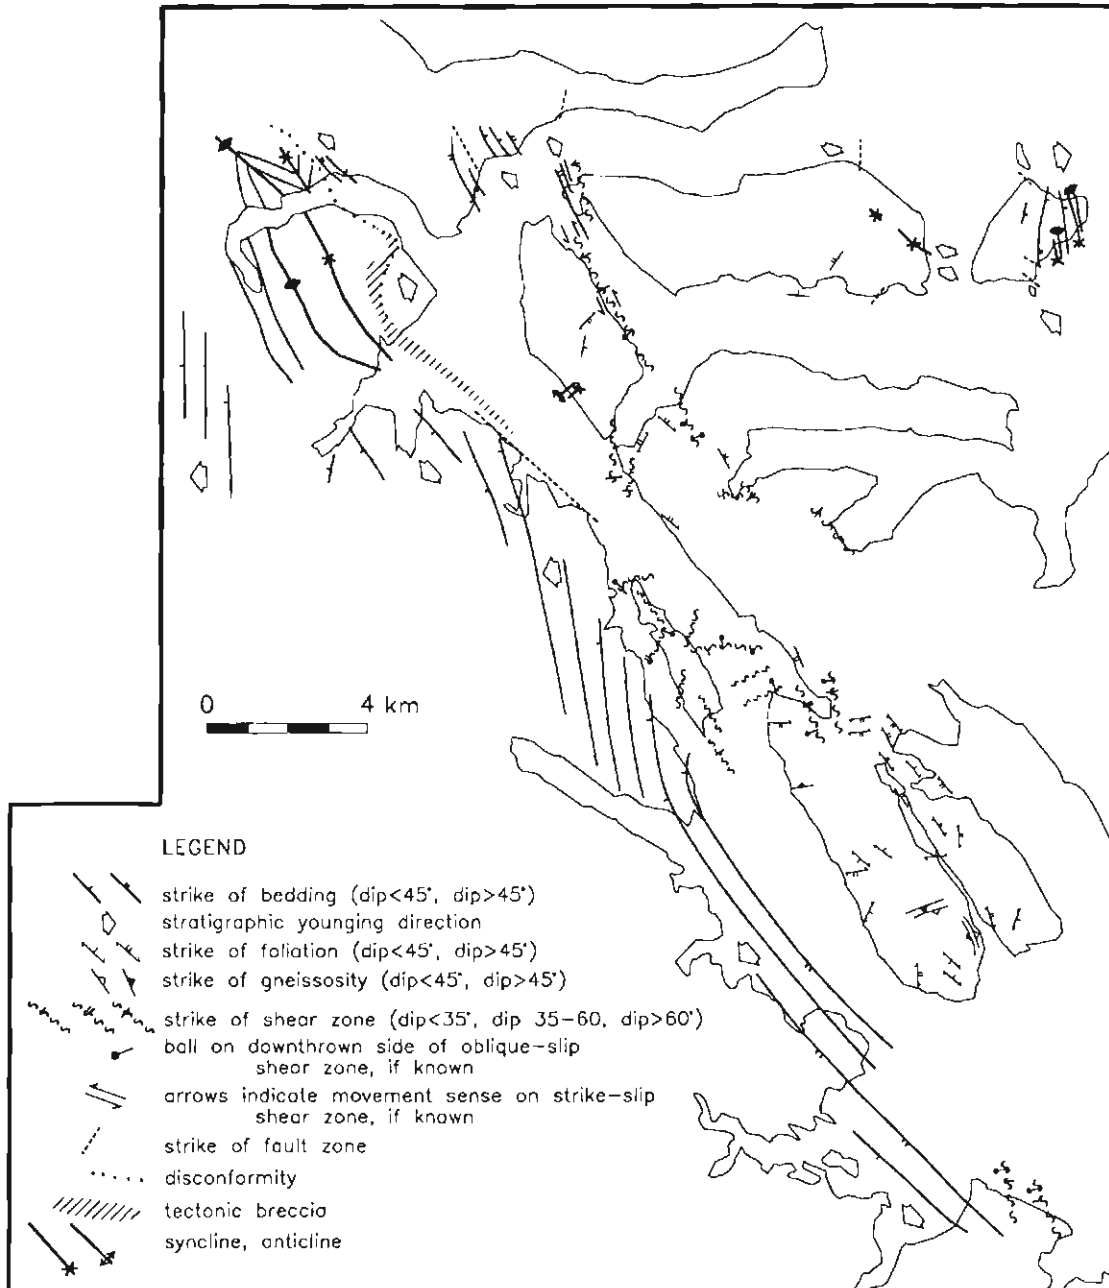 0 4 km
LEGEND
strike of bedding (dip<45°, dip>45°)
stratigraphic younging direction
strike of foliation (dip<45°, dip>45°)
strike of gneissosity (dip<45°, dip>45°)
strike of shear zone (dip<35°, dip 35-60, dip>60°)
ball on downthrown side of oblique-slip
shear zone, if known
arrows indicate movement sense on strike-slip
shear zone, if known
strike of fault zone
disconformity
tectonic breccia
syncline, anticline